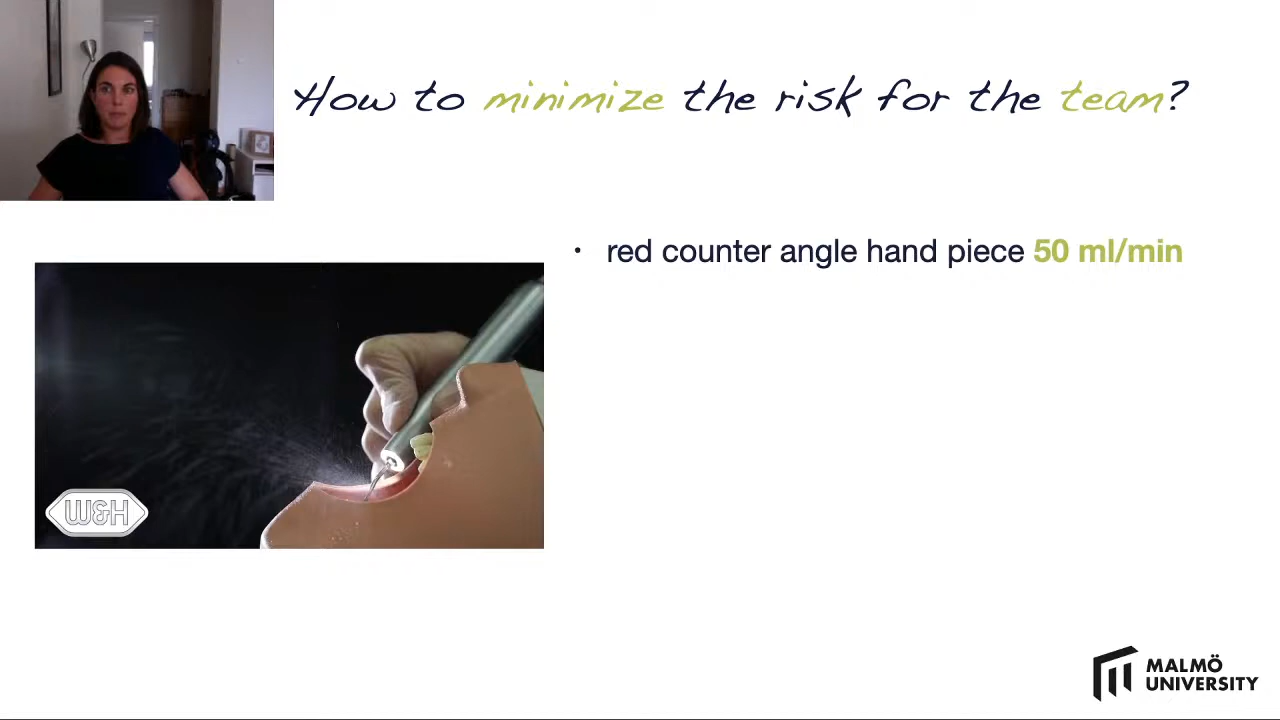 How to minimize the risk for the team?
• red counter angle hand piece 50 ml/min
W&H
MALMÖ
UNIVERSITY